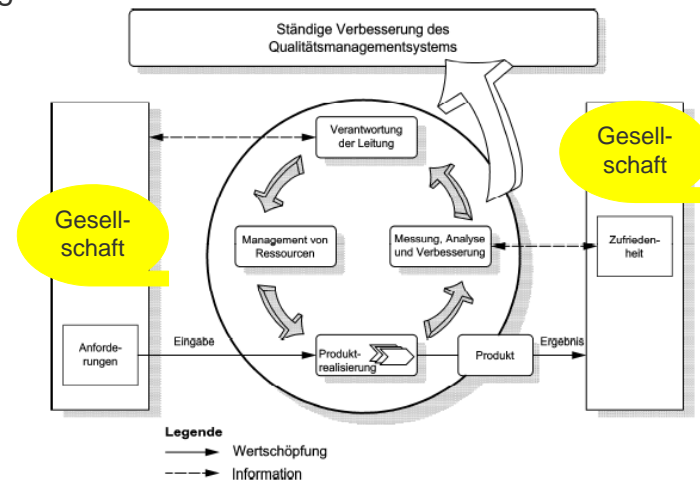 g
Ständige Verbesserung des
Qualitätsmanagementsystems
Verantwortung
der Leitung
Gesell-
schaft
Gesell-
schaft
Management von
Ressourcen
Messung, Analyse
und Verbesserung
Zufrieden-
heit
Anforde-
rungen
Eingabe
Produkt-
realisierung
Produkt
Ergebnis
Legende
Wertschöpfung
Information